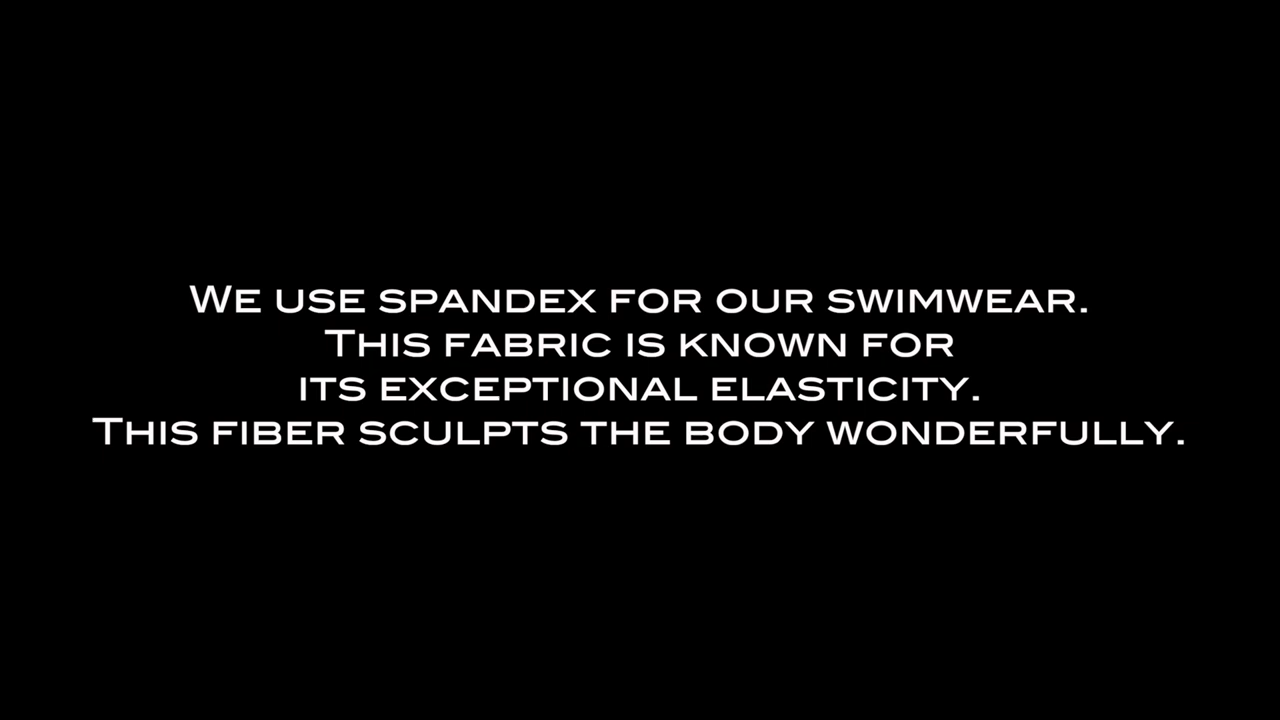 We use spandex for our swimwear.
This fabric is known for
its exceptional elasticity.
This fiber sculpts the body wonderfully.